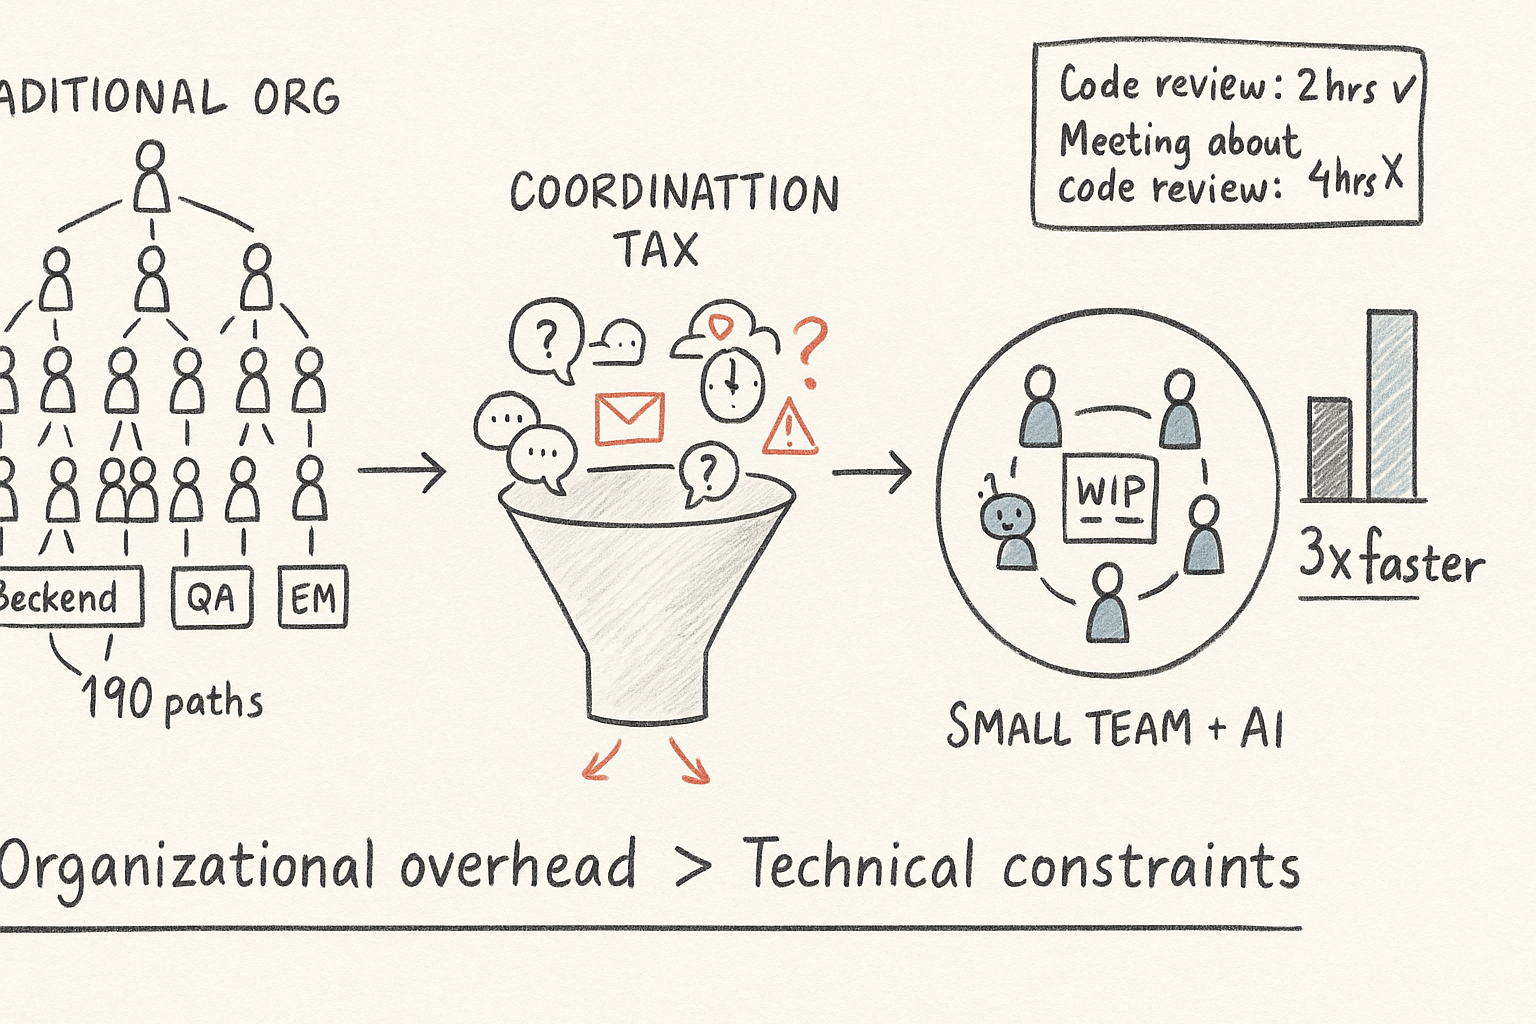 ADITIONAL ORG
Beckend
QA
EM
190 paths
COORDINATTION
TAX
Code review: 2hrs ✓
Meeting about
code review: 4hrs X
WIP
SMALL TEAM + AI
3x faster
Organizational overhead > Technical constraints